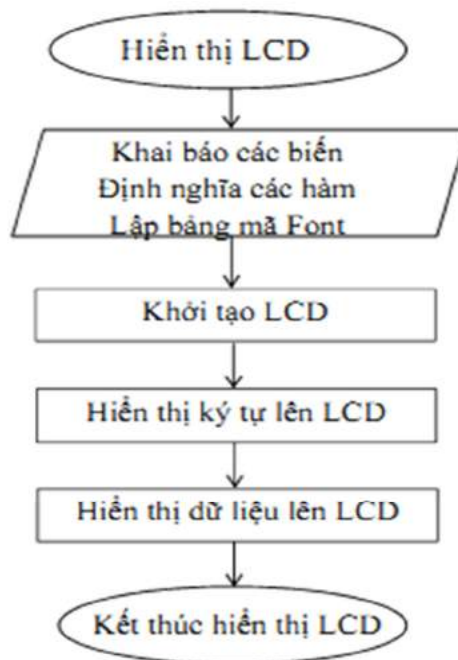 Hiển thị LCD
Khai báo các biến
Định nghĩa các hàm
Lập bảng mã Font
Khởi tạo LCD
Hiển thị ký tự lên LCD
Hiển thị dữ liệu lên LCD
Kết thúc hiển thị LCD